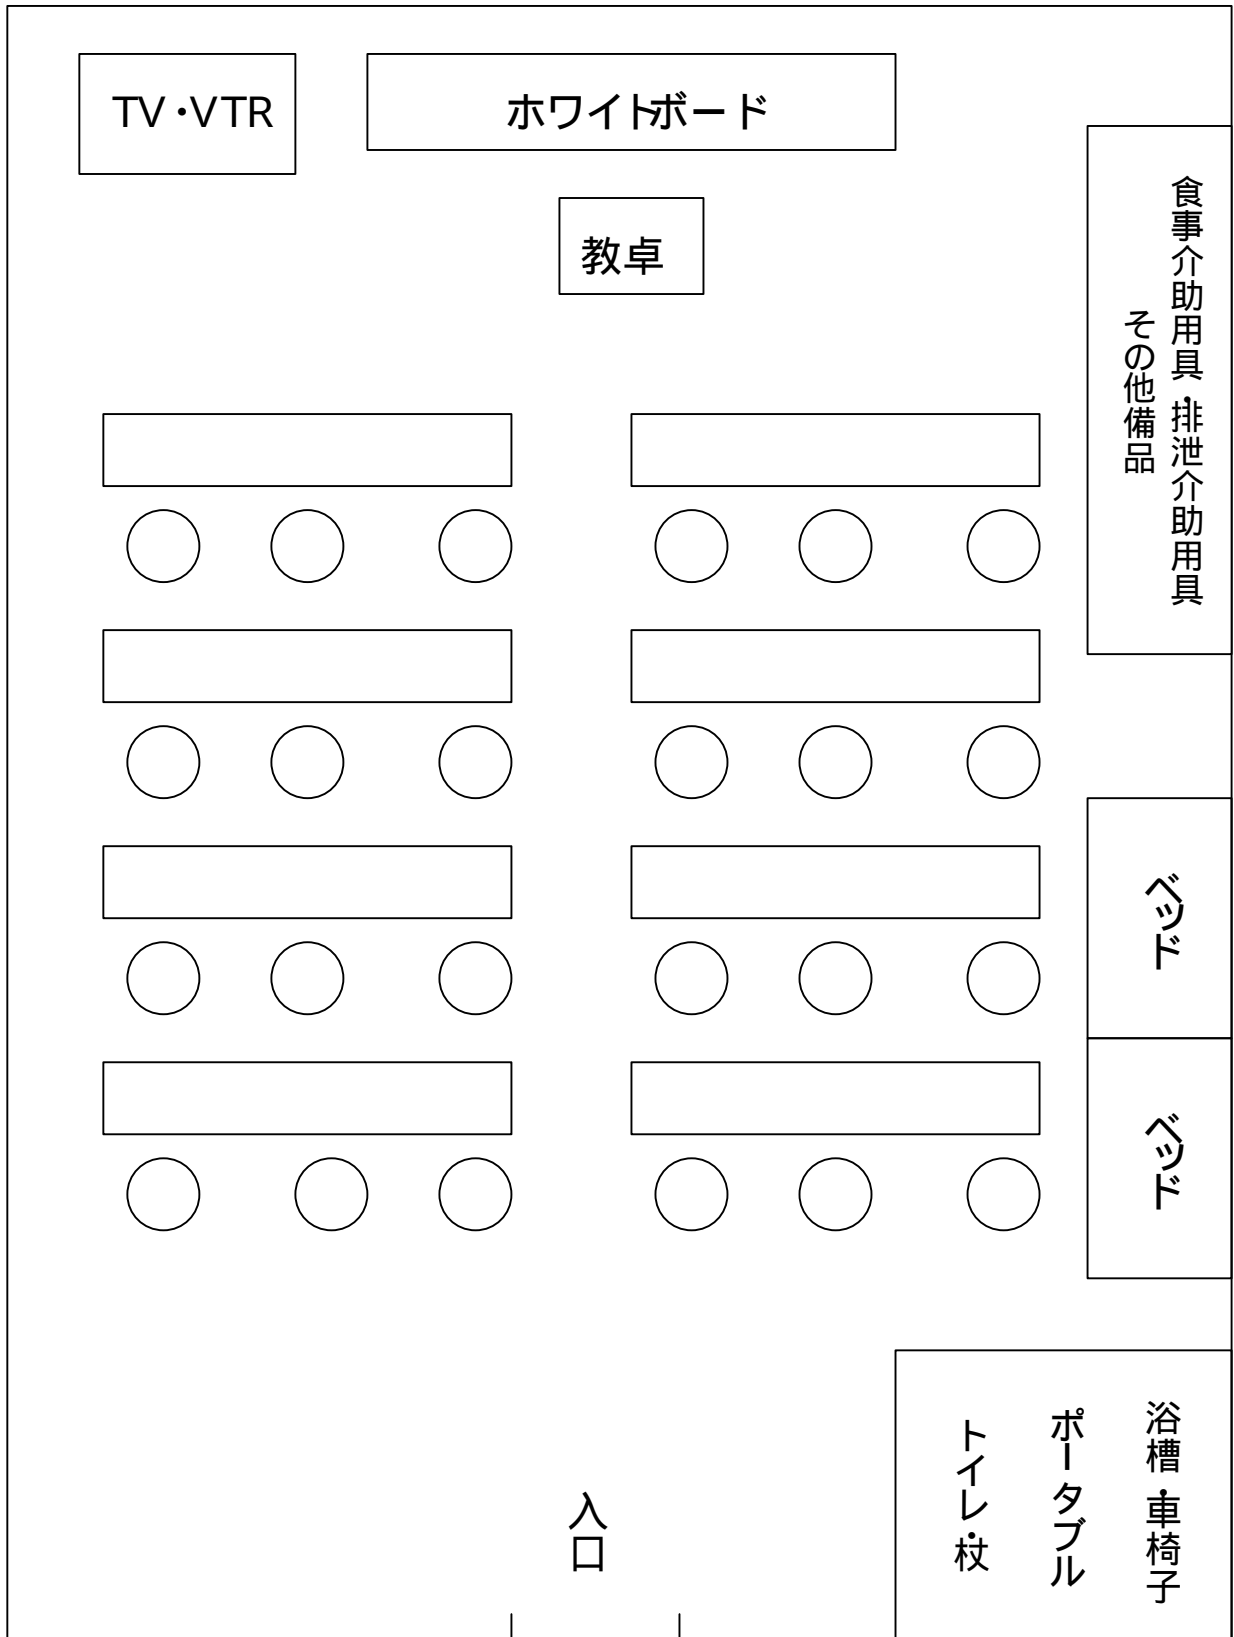 TV・VTR
ホワイトボード
教卓
食事介助用具・排泄介助用具
その他備品
ベッド
ベッド
浴槽・車椅子
ポータブル
トイレ・杖
入口